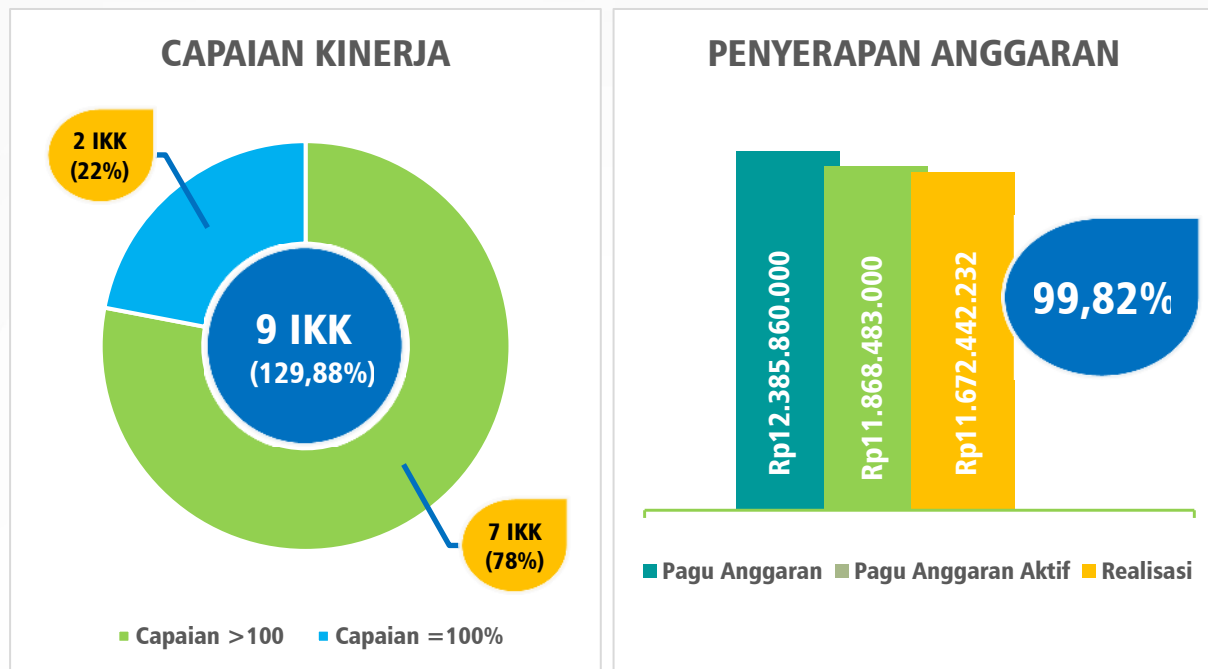 CAPAIAN KINERJA
2 IKK
(22%)
9 IKK
(129,88%)
7 IKK
(78%)
Capaian >100
Capaian =100%
PENYERAPAN ANGGARAN
Rp12.385.860.000
Rp11.868.483.000
Rp11.672.442.232
99,82%
Pagu Anggaran
Pagu Anggaran Aktif
Realisasi